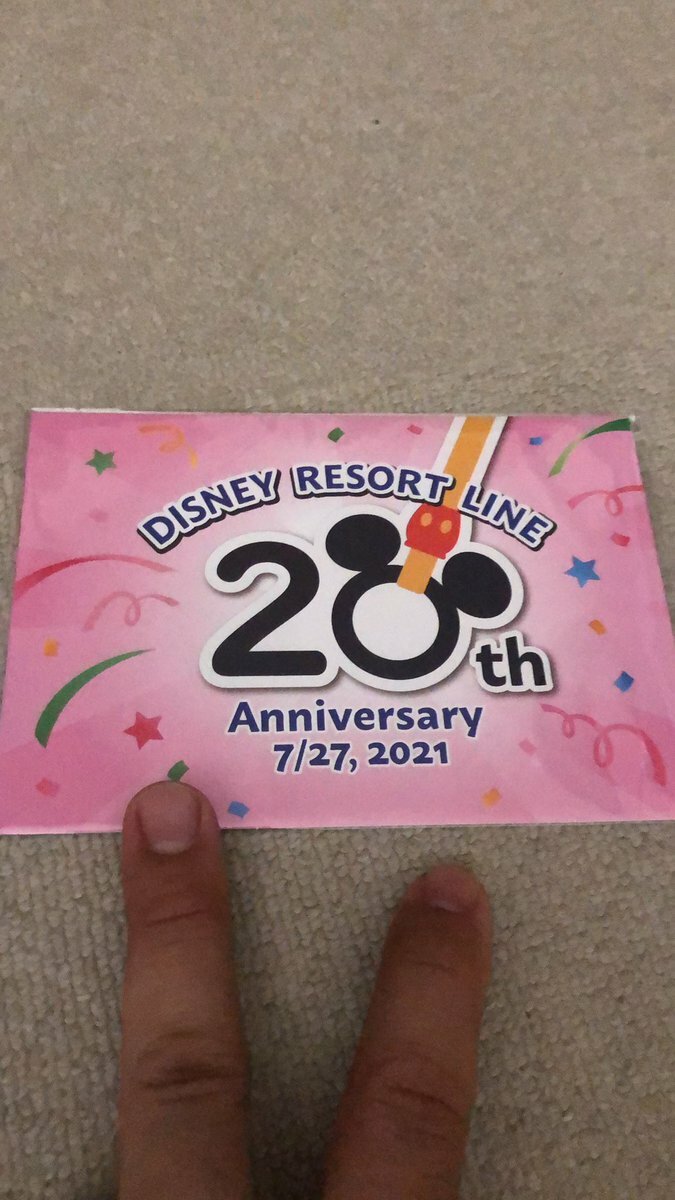 DISNEY RESORT LINE
20th
Anniversary
7/27, 2021